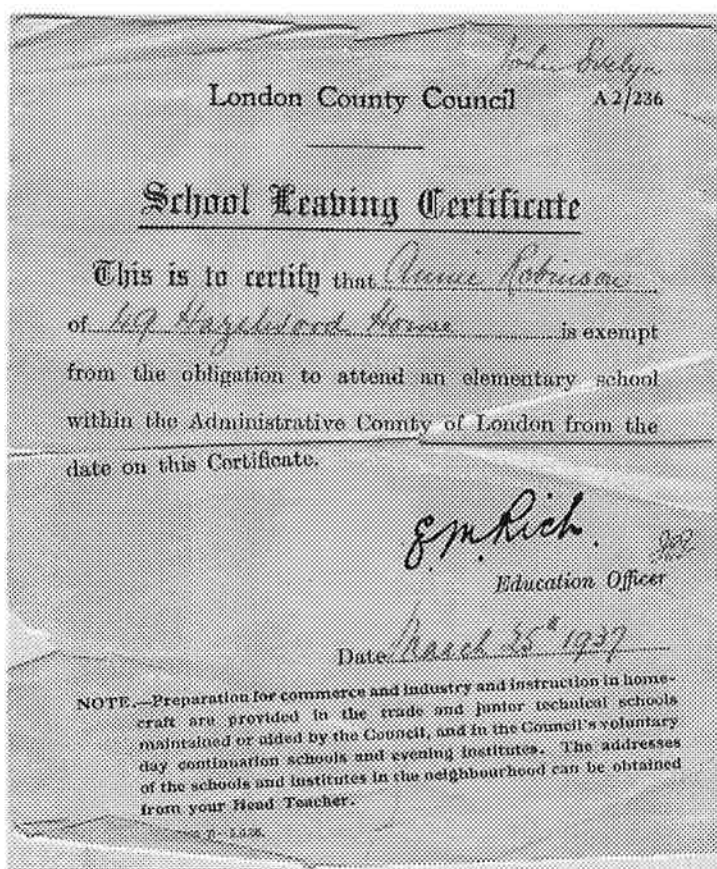 John Evelyn
London County Council A2/236
School Leaving Certificate
This is to certify that Annie Robinson
of 49 Hazelwood House is exempt
from the obligation to attend an elementary school
within the Administrative County of London from the
date on this Certificate.
E. M. Rich.
Education Officer
Date March 25th 1937
NOTE.—Preparation for commerce and industry and instruction in home-
craft are provided in the trade and junior technical schools
maintained or aided by the Council, and in the Council's voluntary
day continuation schools and evening institutes. The addresses
of the schools and institutes in the neighbourhood can be obtained
from your Head Teacher.